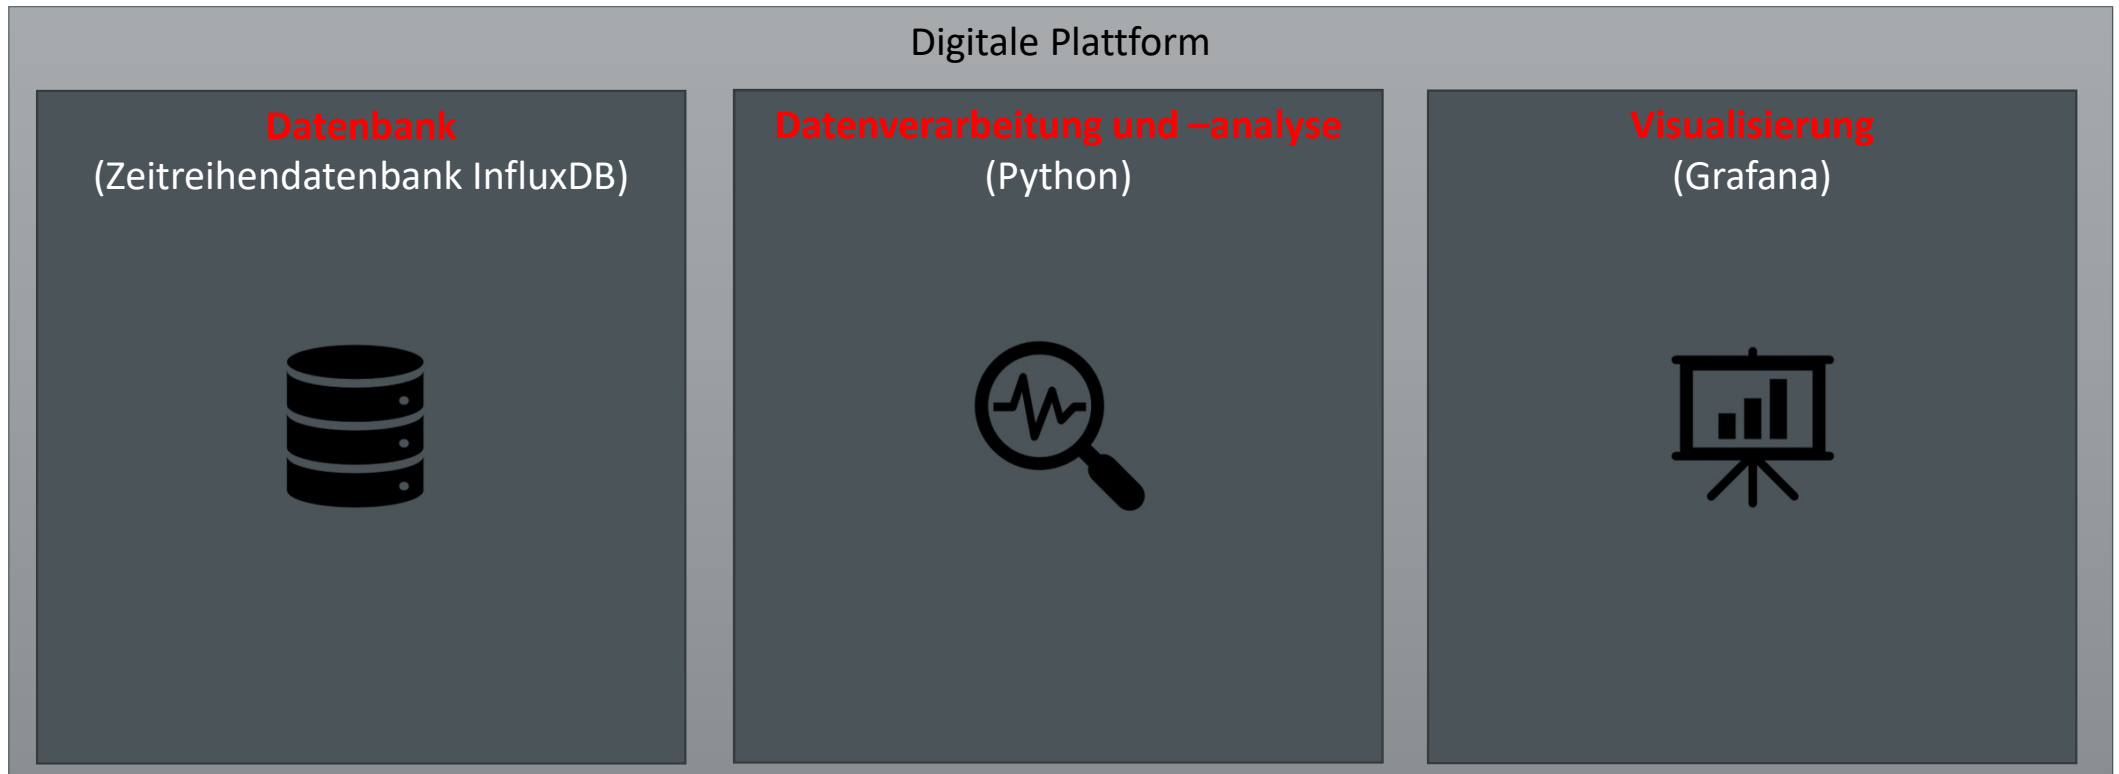 Digitale Plattform
Datenbank
(Zeitreihendatenbank InfluxDB)
Datenverarbeitung und –analyse
(Python)
Visualisierung
(Grafana)